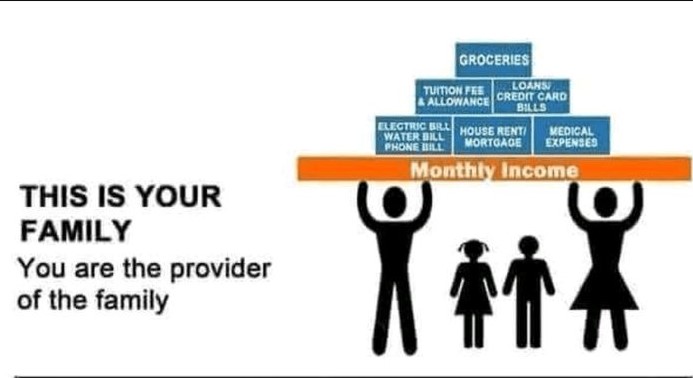 GROCERIES
TUITION FEE
& ALLOWANCE
LOANS/
CREDIT CARD
BILLS
ELECTRIC BILL
WATER BILL
PHONE BILL
HOUSE RENT/
MORTGAGE
MEDICAL
EXPENSES
Monthly Income
THIS IS YOUR
FAMILY
You are the provider
of the family